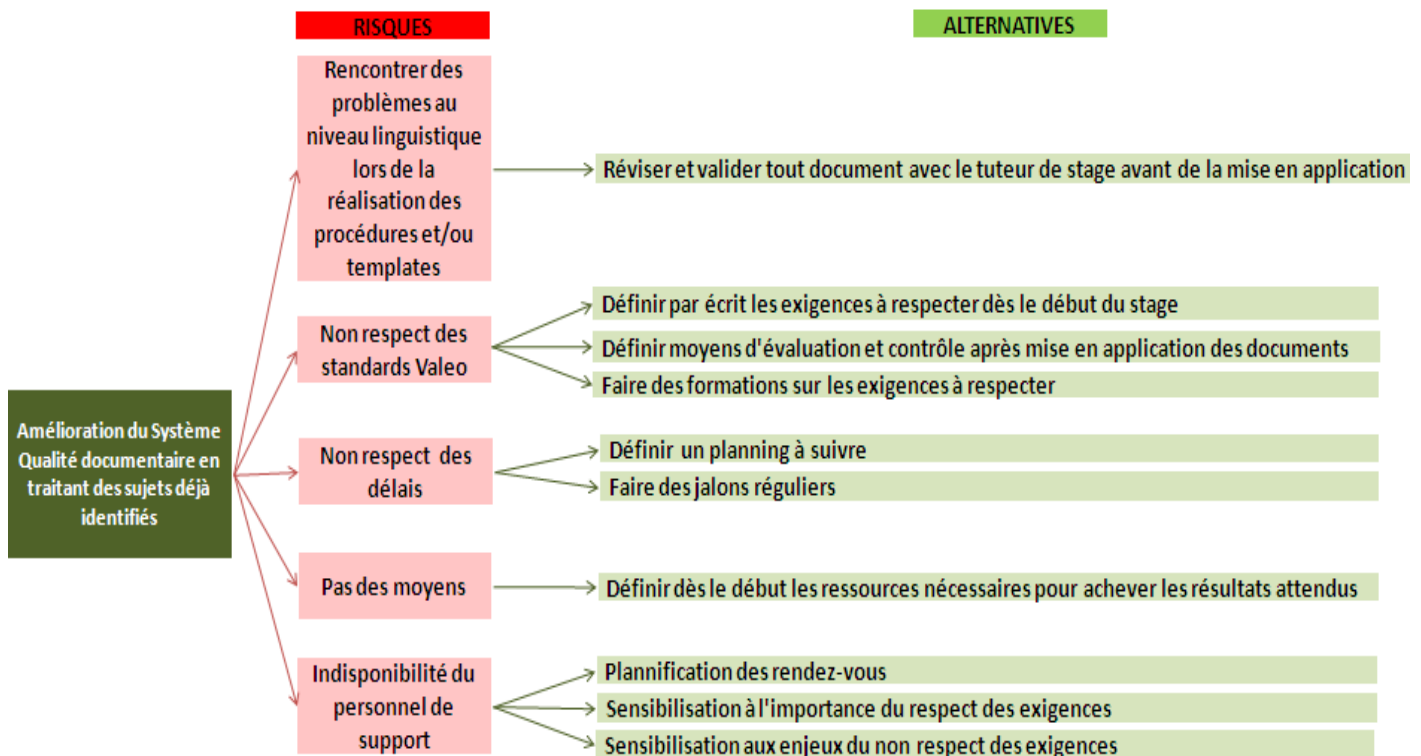 RISQUES
ALTERNATIVES
Rencontrer des
problèmes au
niveau linguistique
lors de la
réalisation des
procédures et/ou
templates
Réviser et valider tout document avec le tuteur de stage avant de la mise en application
Non respect des
standards Valeo
Définir par écrit les exigences à respecter dès le début du stage
Définir moyens d'évaluation et contrôle après mise en application des documents
Faire des formations sur les exigences à respecter
Amélioration du Système
Qualité documentaire en
traitant des sujets déjà
identifiés
Non respect des
délais
Définir un planning à suivre
Faire des jalons réguliers
Pas des moyens
Définir dès le début les ressources nécessaires pour achever les résultats attendus
Indisponibilité du
personnel de
support
Plannification des rendez-vous
Sensibilisation à l'importance du respect des exigences
Sensibilisation aux enjeux du non respect des exigences